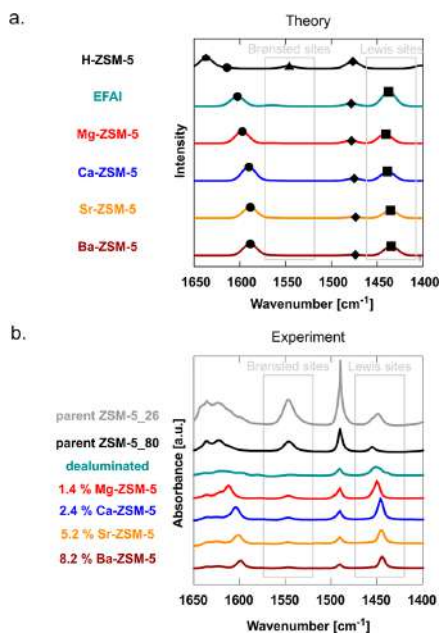 a.
Theory
Brønsted sites
Lewis sites
H-ZSM-5
EFAl
Mg-ZSM-5
Ca-ZSM-5
Sr-ZSM-5
Ba-ZSM-5
Intensity
1650 1600 1550 1500 1450 1400
Wavenumber [cm⁻¹]
b.
Experiment
Brønsted sites
Lewis sites
parent ZSM-5_26
parent ZSM-5_80
dealuminated
1.4 % Mg-ZSM-5
2.4 % Ca-ZSM-5
5.2 % Sr-ZSM-5
8.2 % Ba-ZSM-5
Absorbance [a.u.]
1650 1600 1550 1500 1450 1400
Wavenumber [cm⁻¹]